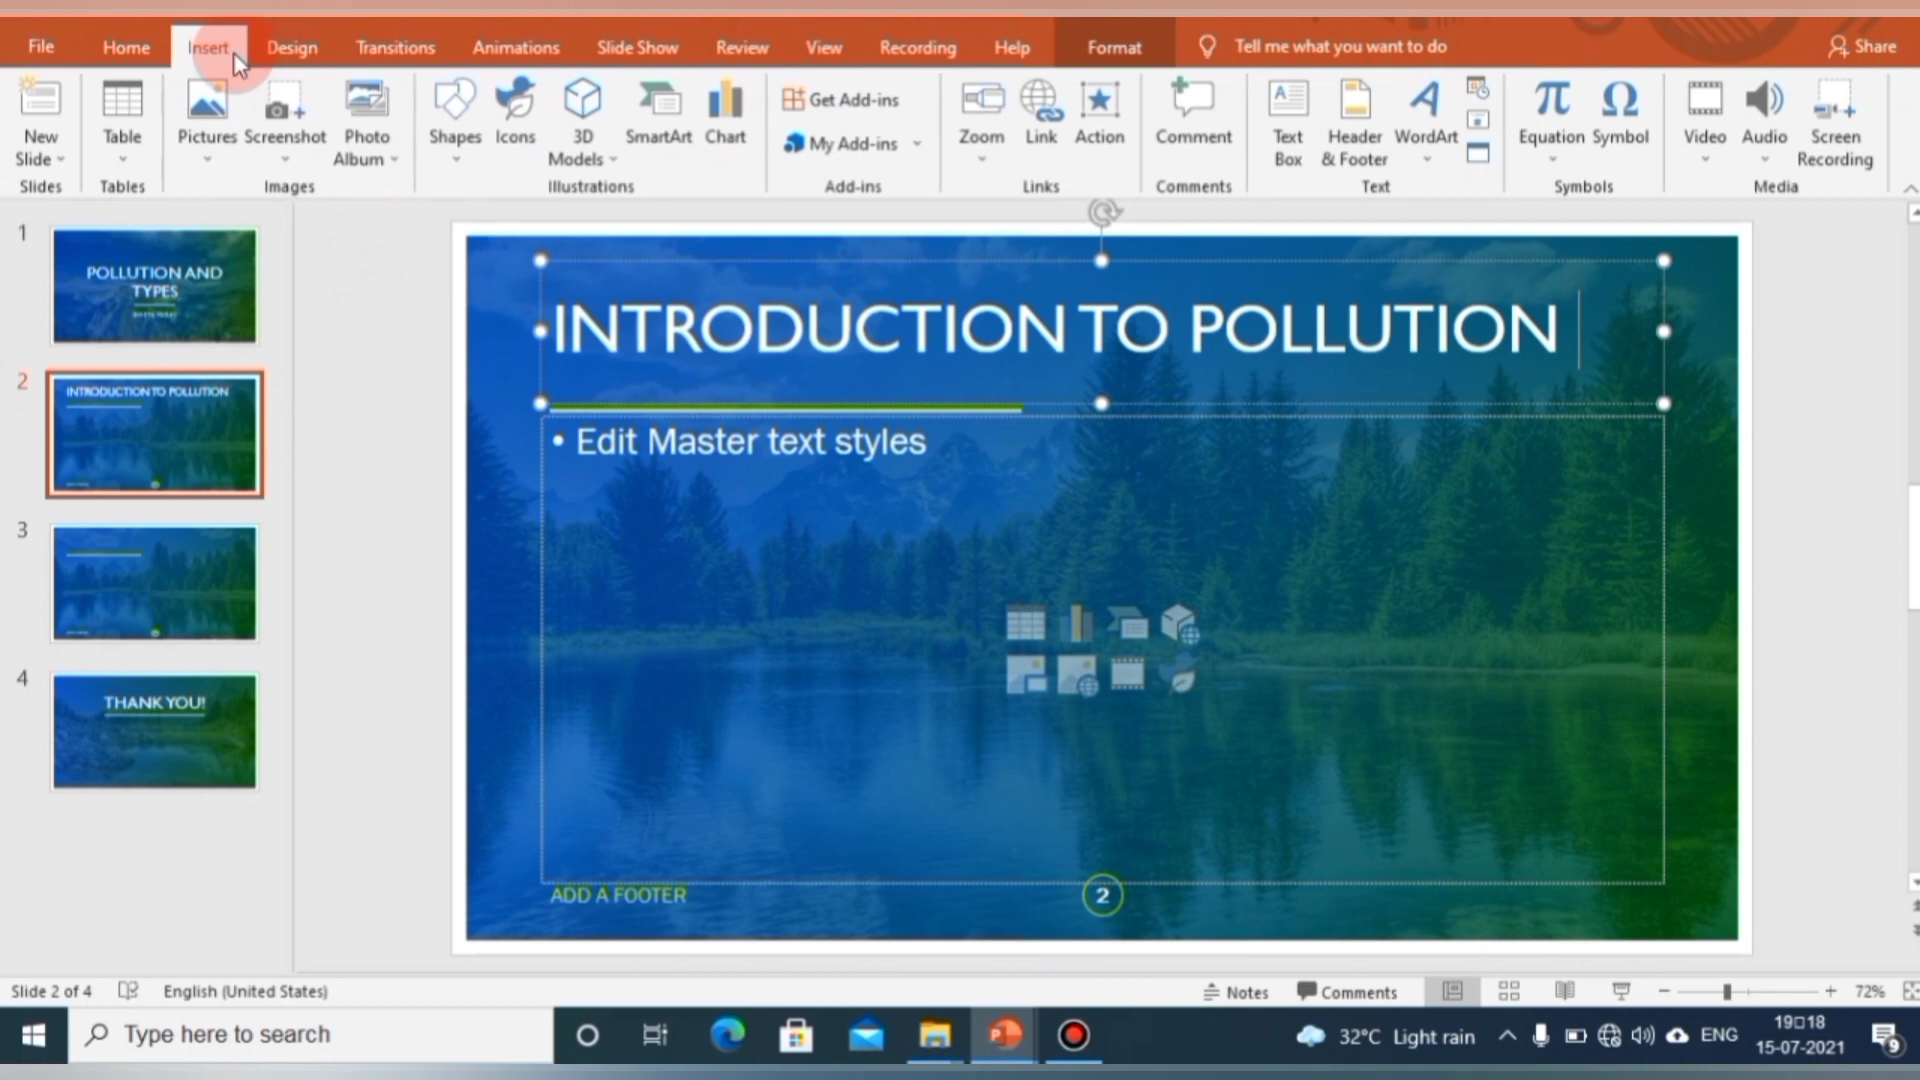 File Home Insert Design Transitions Animations Slide Show Review View Recording Help Format Tell me what you want to do Share
New Slide
Table
Pictures
Screenshot
Photo Album
Shapes
Icons
3D Models
SmartArt
Chart
Get Add-ins
My Add-ins
Zoom
Link
Action
Comment
Text Box
Header & Footer
WordArt
Equation
Symbol
Video
Audio
Screen Recording
Slides Tables Images Illustrations Add-ins Links Comments Text Symbols Media
1
POLLUTION AND
TYPES
2
INTRODUCTION TO POLLUTION
3
4
THANK YOU!
INTRODUCTION TO POLLUTION
• Edit Master text styles
ADD A FOOTER
2
Slide 2 of 4 English (United States) Notes Comments 72%
Type here to search
32°C Light rain
ENG
19□18
15-07-2021
9